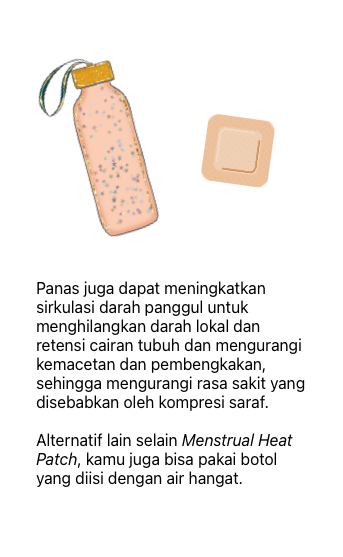 Panas juga dapat meningkatkan
sirkulasi darah panggul untuk
menghilangkan darah lokal dan
retensi cairan tubuh dan mengurangi
kemacetan dan pembengkakan,
sehingga mengurangi rasa sakit yang
disebabkan oleh kompresi saraf.
Alternatif lain selain Menstrual Heat
Patch, kamu juga bisa pakai botol
yang diisi dengan air hangat.